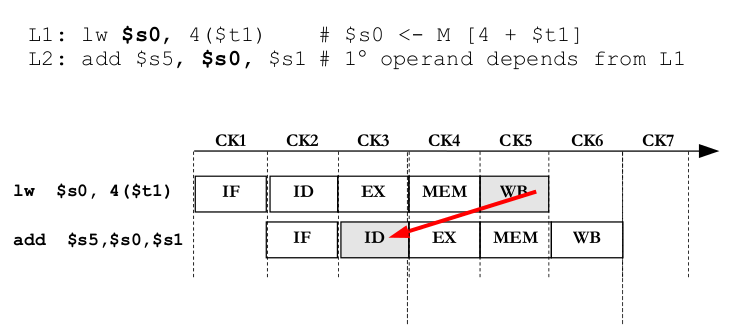 L1: lw $s0, 4($t1) # $s0 <- M [4 + $t1]
L2: add $s5, $s0, $s1 # 1° operand depends from L1
CK1 CK2 CK3 CK4 CK5 CK6 CK7
lw $s0, 4($t1) IF ID EX MEM WB
add $s5,$s0,$s1 IF ID EX MEM WB